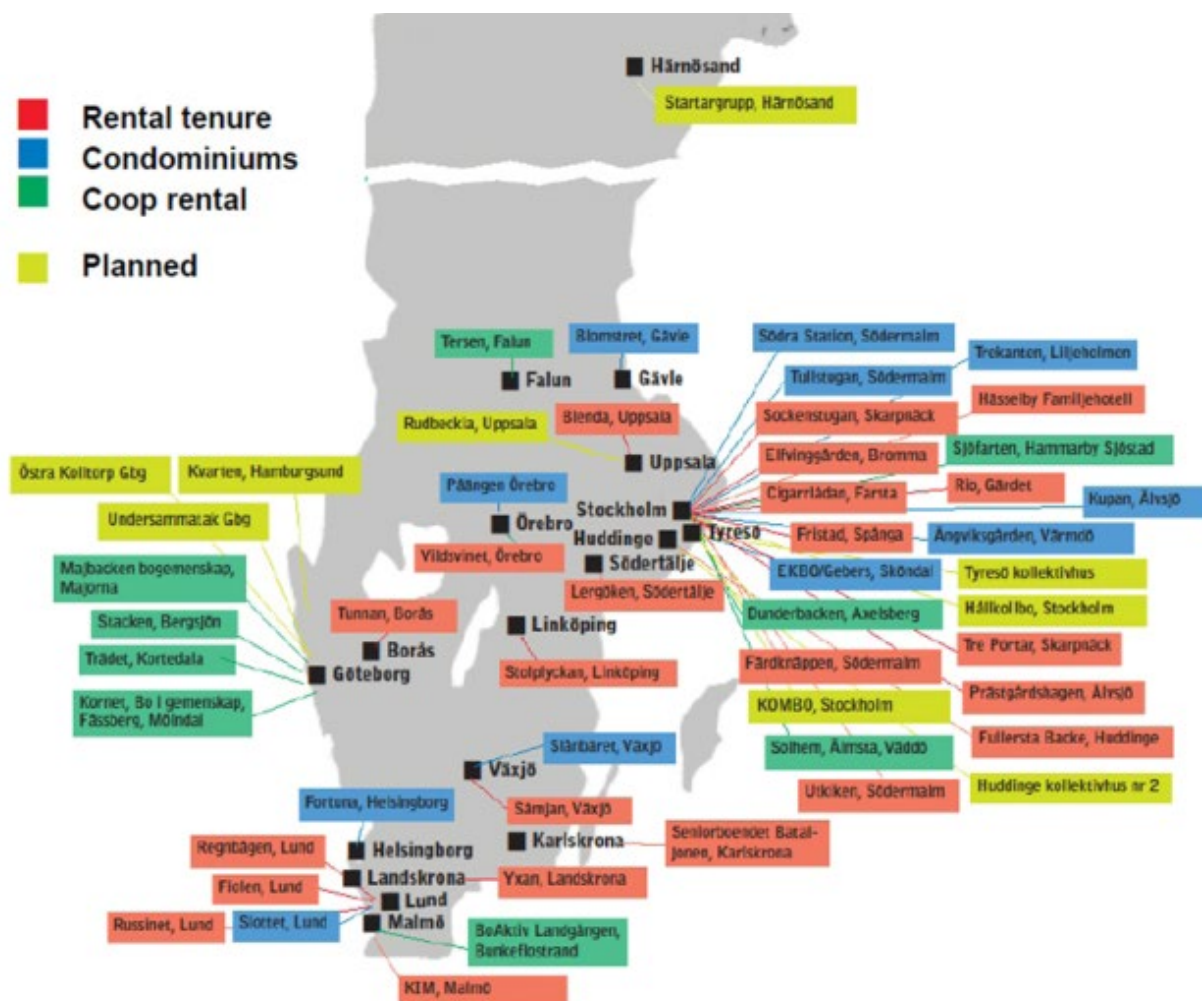 Härnösand
Startargrupp, Härnösand
Rental tenure
Condominiums
Coop rental
Planned
Tersen, Falun
Blomstret, Gävle
Södra Station, Södermalm
Trekanten, Liljeholmen
Falun
Gävle
Tullstugan, Södermalm
Hässelby Familjehotell
Rudbeckia, Uppsala
Blenda, Uppsala
Sockenstugan, Skarpnäck
Sjöfarten, Hammarby Sjöstad
Elfvinggården, Bromma
Östra Kolltorp Gbg
Kvarten, Hamburgsund
Uppsala
Cigarrlådan, Farsta
Rio, Gärdet
Kupan, Älvsjö
Påängen Örebro
Stockholm
Undersammatak Gbg
Örebro
Huddinge
Tyresö
Fristad, Spånga
Ängviksgården, Värmdö
Vildsvinet, Örebro
Södertälje
EKBO/Gebers, Sköndal
Tyresö kollektivhus
Majbacken bogemenskap,
Majorna
Lergöken, Södertälje
Dunderbacken, Axelsberg
Hållkollbo, Stockholm
Tunnan, Borås
Linköping
Stacken, Bergsjön
Borås
Tre Portar, Skarpnäck
Trädet, Kortedala
Göteborg
Stolplyckan, Linköping
Färdknäppen, Södermalm
Prästgårdshagen, Älvsjö
Kornet, Bo i gemenskap,
Fässberg, Mölndal
KOMBO, Stockholm
Fullersta Backe, Huddinge
Slånbäret, Växjö
Solhem, Älmsta, Väddö
Växjö
Utkiken, Södermalm
Huddinge kollektivhus nr 2
Fortuna, Helsingborg
Sämjan, Växjö
Regnbågen, Lund
Helsingborg
Karlskrona
Seniorboendet Batal-
jonen, Karlskrona
Fiolen, Lund
Landskrona
Yxan, Landskrona
Lund
Russinet, Lund
Slottet, Lund
Malmö
BoAktiv Landgången,
Bunkeflostrand
KIM, Malmö